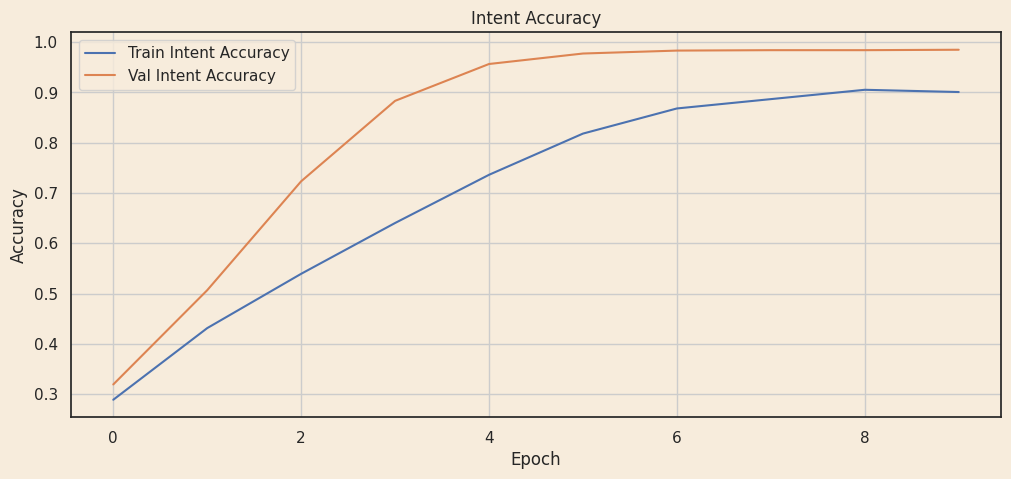 Intent Accuracy
Train Intent Accuracy
Val Intent Accuracy
1.0
0.9
0.8
0.7
0.6
0.5
0.4
0.3
Accuracy
0 2 4 6 8
Epoch